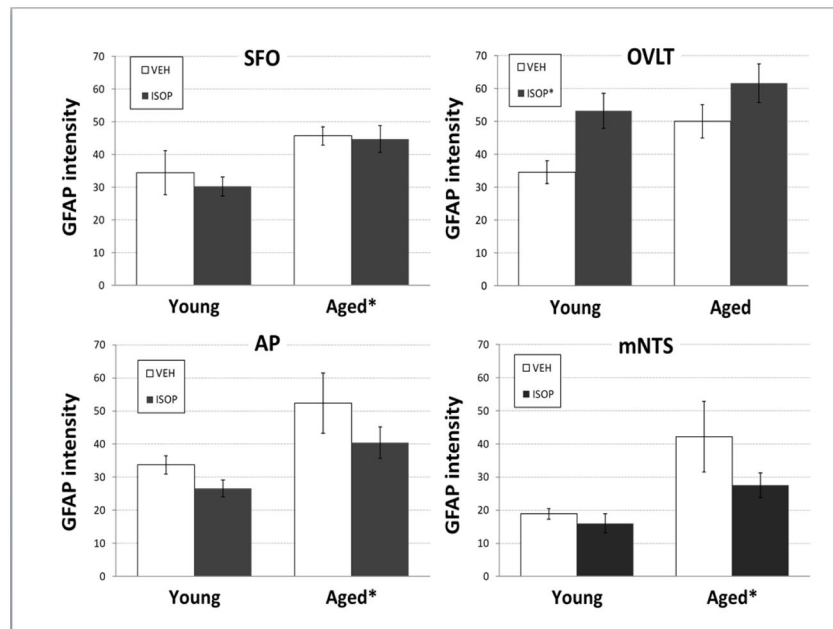 SFO
GFAP intensity
70
60
50
40
30
20
10
0
VEH
ISOP
Young Aged*
OVLT
GFAP intensity
70
60
50
40
30
20
10
0
VEH
ISOP*
Young Aged
AP
GFAP intensity
70
60
50
40
30
20
10
0
VEH
ISOP
Young Aged*
mNTS
GFAP intensity
70
60
50
40
30
20
10
0
VEH
ISOP
Young Aged*